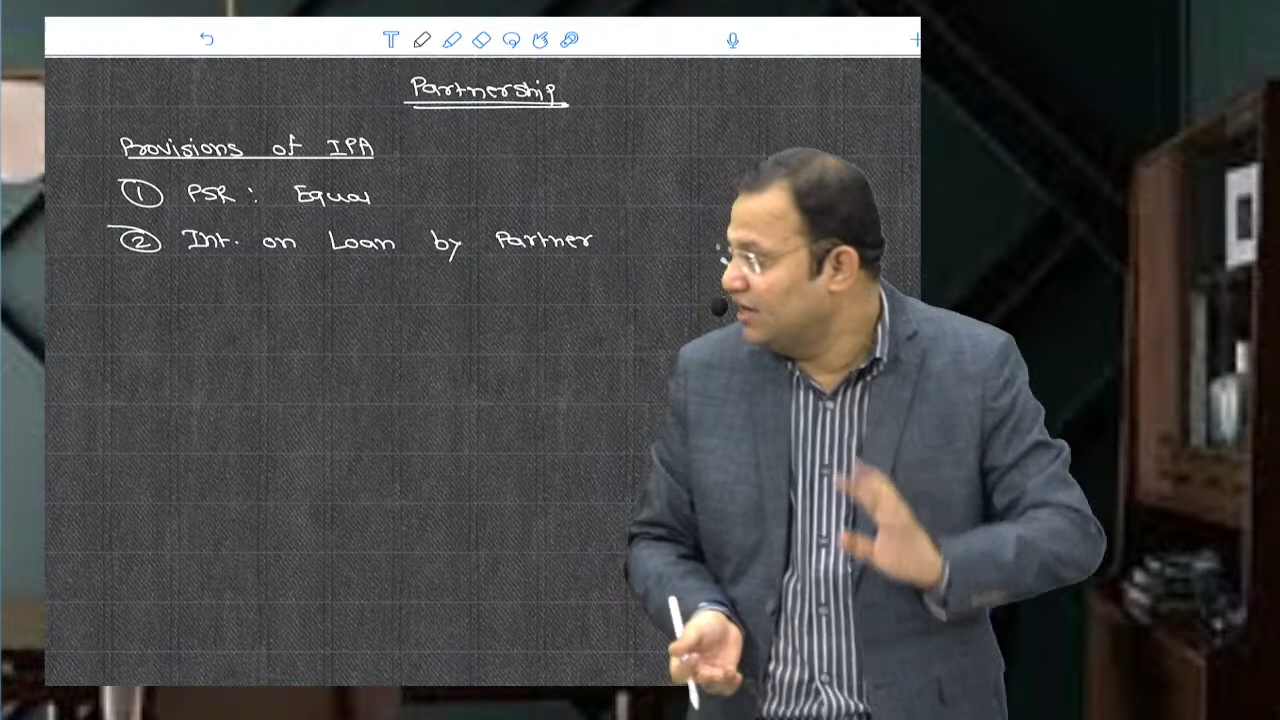 Partnership
Provisions of IPA
① PSR : Equal
② Int. on Loan by Partner